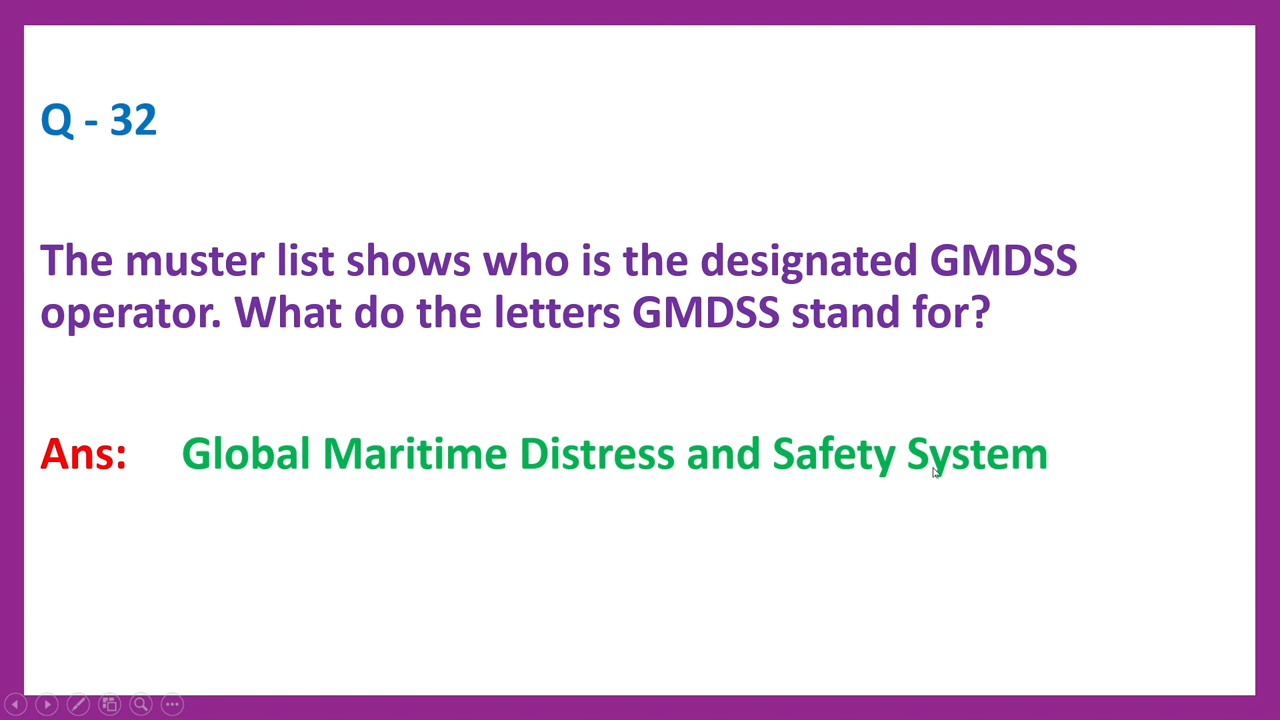 Q - 32
The muster list shows who is the designated GMDSS
operator. What do the letters GMDSS stand for?
Ans: Global Maritime Distress and Safety System